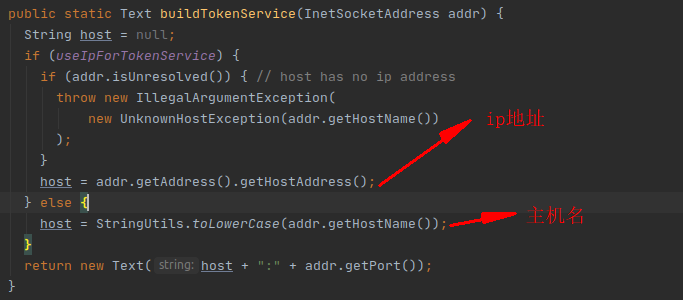 public static Text buildTokenService(InetSocketAddress addr) {
String host = null;
if (useIpForTokenService) {
if (addr.isUnresolved()) { // host has no ip address
throw new IllegalArgumentException(
new UnknownHostException(addr.getHostName())
);
}
host = addr.getAddress().getHostAddress();
ip地址
} else {
host = StringUtils.toLowerCase(addr.getHostName());
主机名
}
return new Text( string: host + ":" + addr.getPort());
}